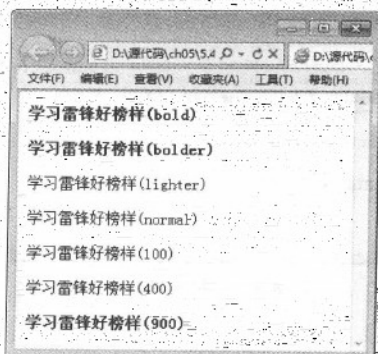 D:\源代码\ch05\5.4
D:\源代码\
文件(F) 编辑(E) 查看(V) 收藏夹(A) 工具(T) 帮助(H)
学习雷锋好榜样(bold)
学习雷锋好榜样(bolder)
学习雷锋好榜样(lighter)
学习雷锋好榜样(normal)
学习雷锋好榜样(100)
学习雷锋好榜样(400)
学习雷锋好榜样(900)